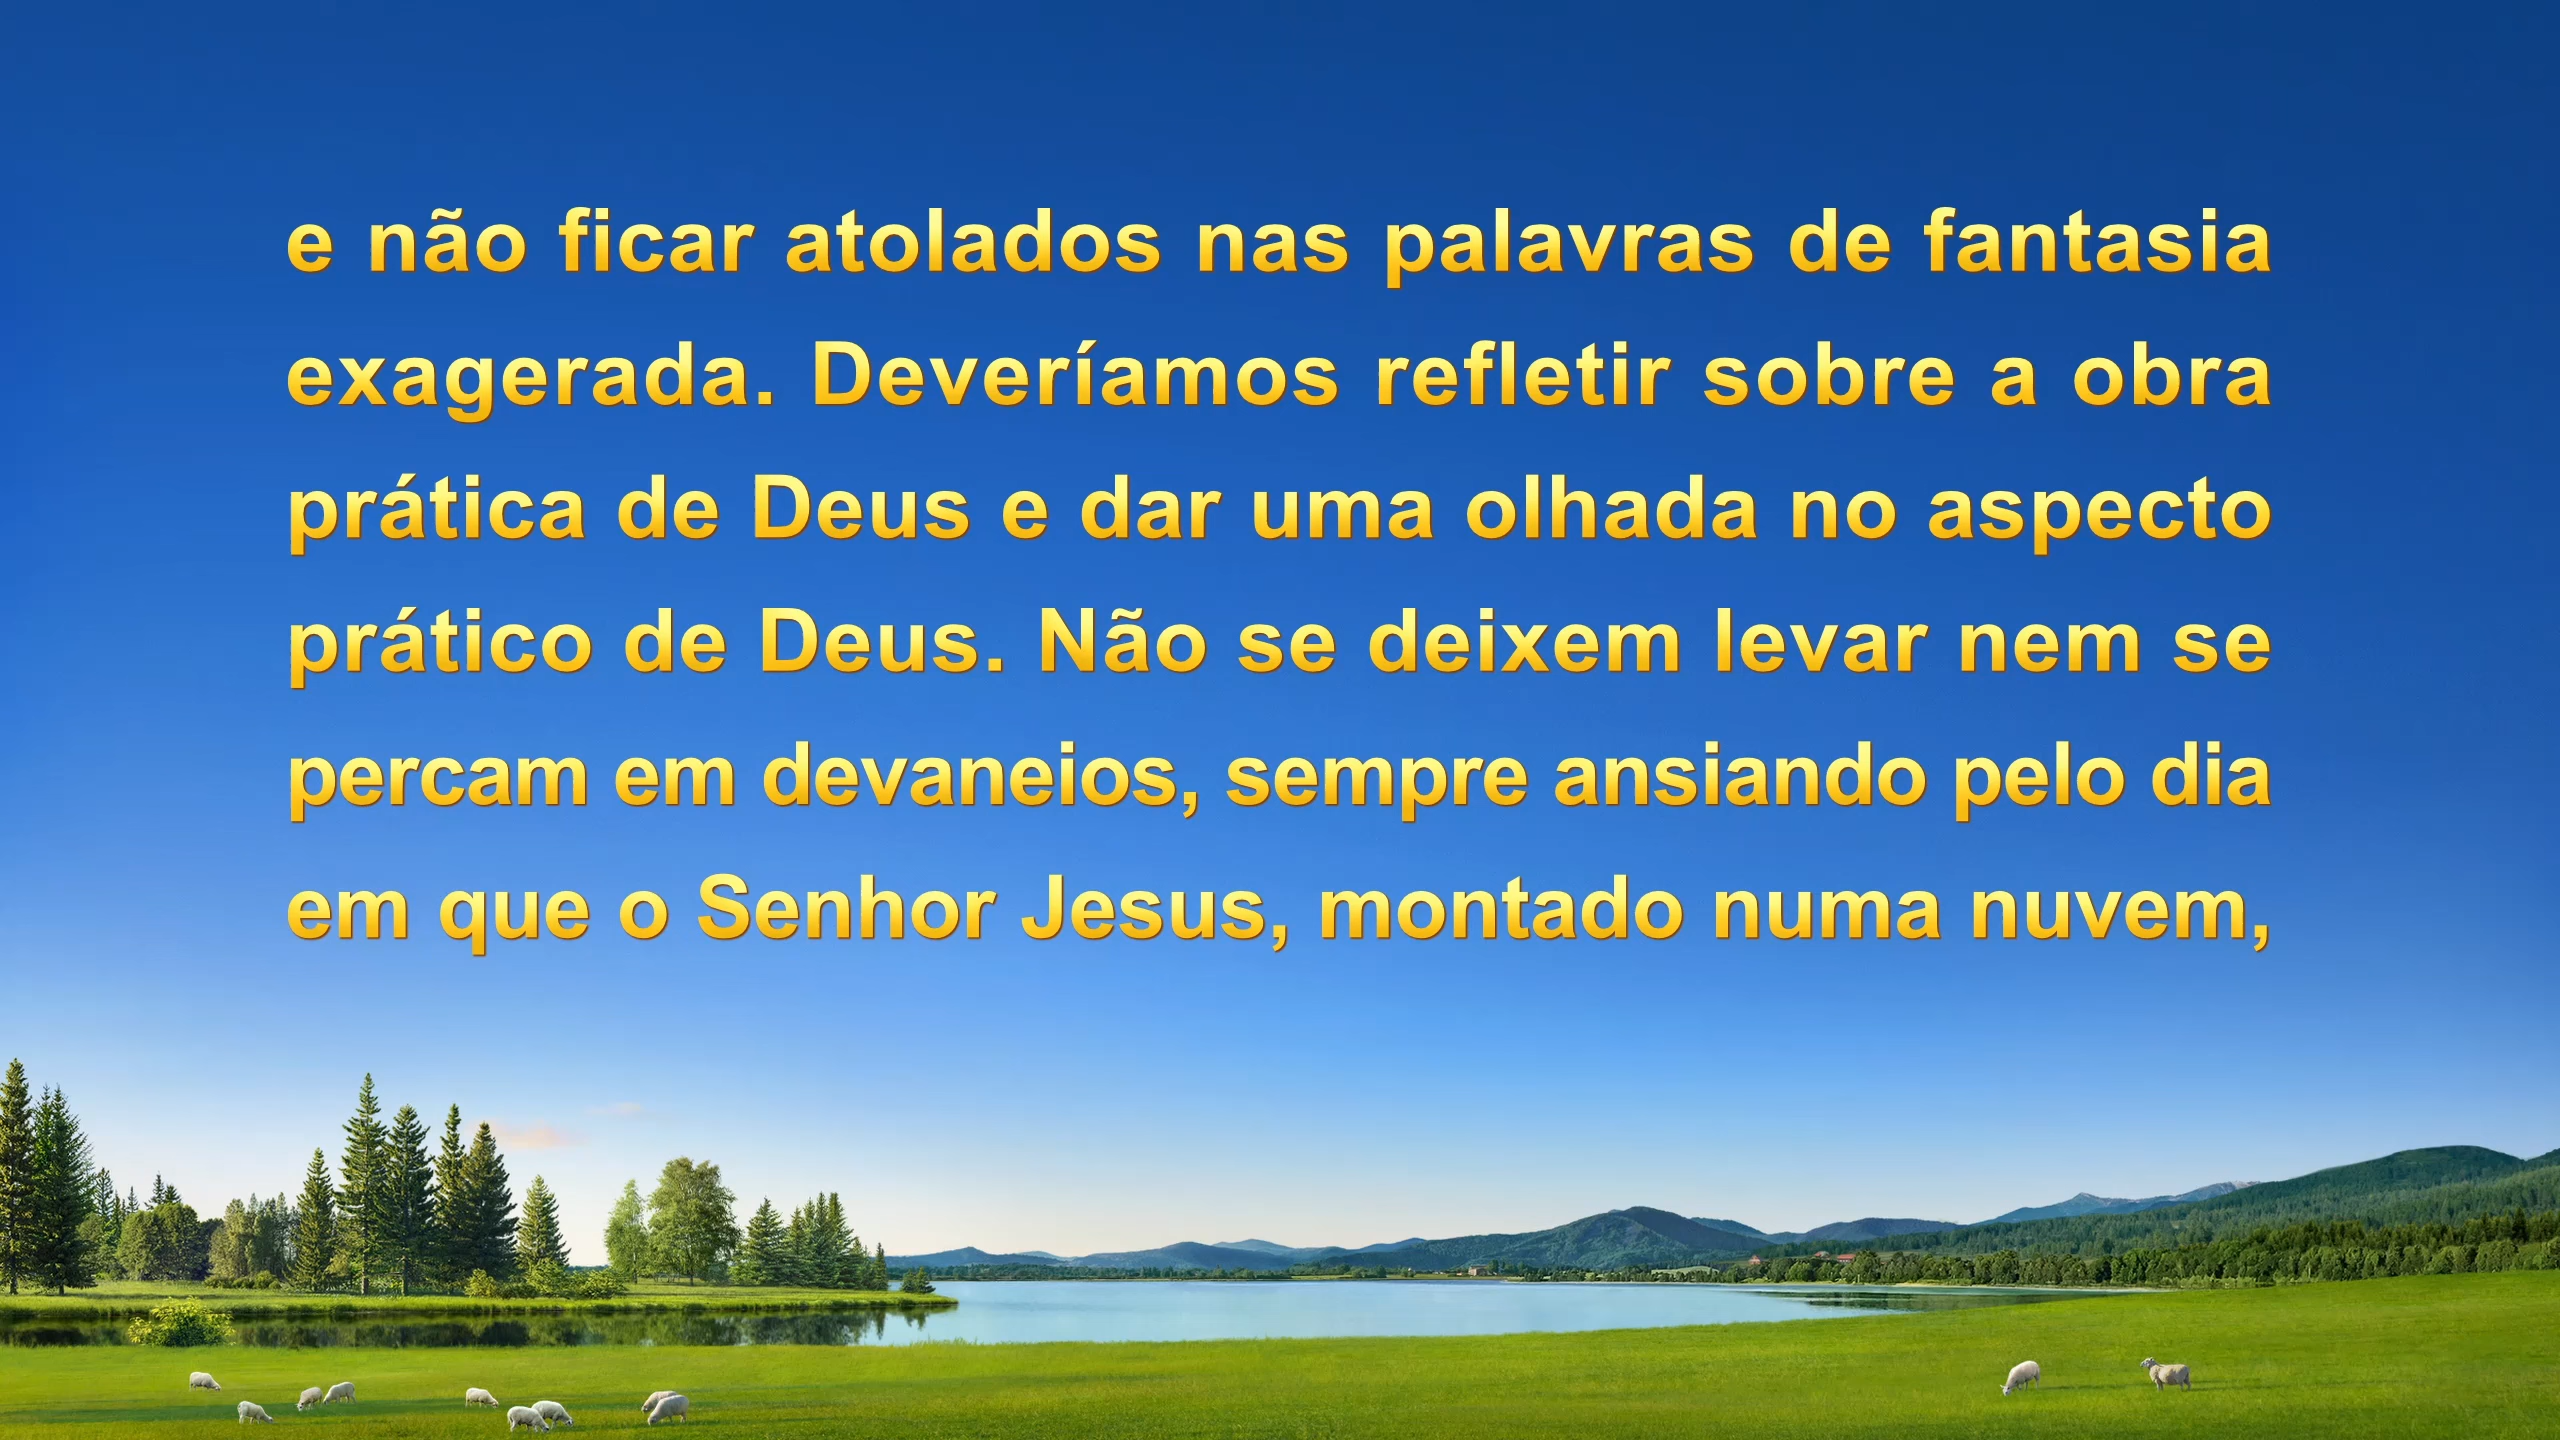 e não ficar atolados nas palavras de fantasia
exagerada. Deveríamos refletir sobre a obra
prática de Deus e dar uma olhada no aspecto
prático de Deus. Não se deixem levar nem se
percam em devaneios, sempre ansiando pelo dia
em que o Senhor Jesus, montado numa nuvem,